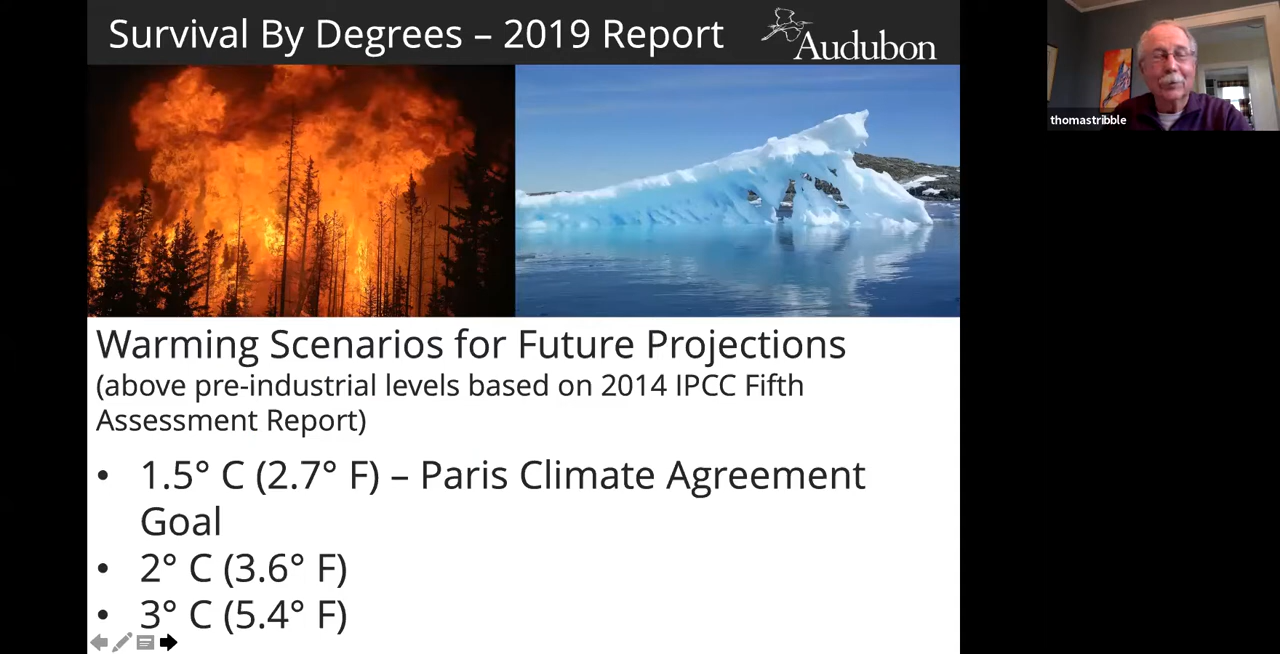 Survival By Degrees – 2019 Report
Audubon
thomastribble
Warming Scenarios for Future Projections
(above pre-industrial levels based on 2014 IPCC Fifth
Assessment Report)
• 1.5° C (2.7° F) – Paris Climate Agreement
Goal
• 2° C (3.6° F)
• 3° C (5.4° F)